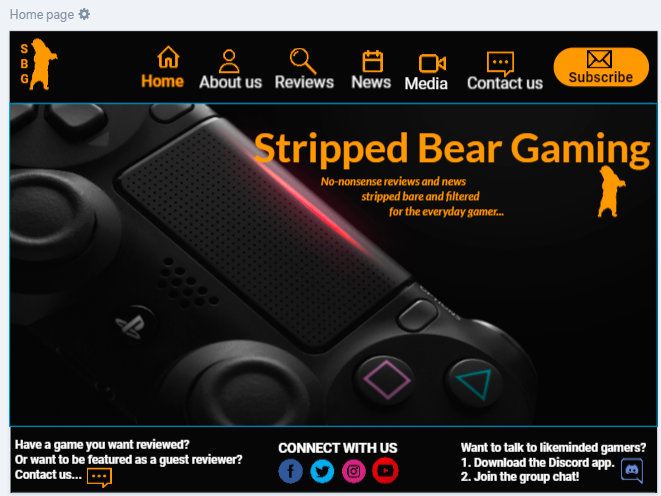 Home page
S
B
G
Home
About us
Reviews
News
Media
Contact us
Subscribe
Stripped Bear Gaming
No-nonsense reviews and news
stripped bare and filtered
for the everyday gamer...
Have a game you want reviewed?
Or want to be featured as a guest reviewer?
Contact us...
CONNECT WITH US
Want to talk to likeminded gamers?
1. Download the Discord app.
2. Join the group chat!